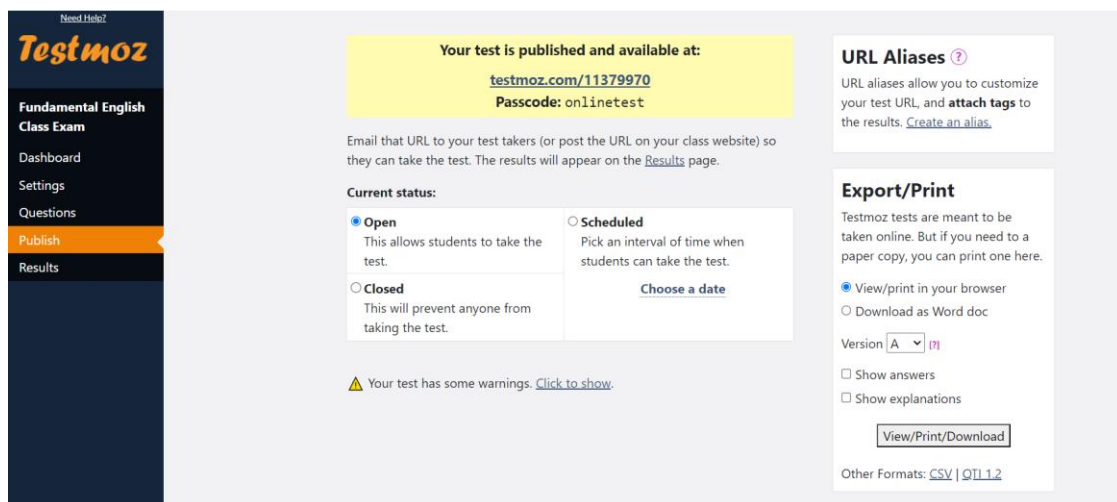 Need Help?
Testmoz
Fundamental English
Class Exam
Dashboard
Settings
Questions
Publish
Results
Your test is published and available at:
testmoz.com/11379970
Passcode: onlinetest
Email that URL to your test takers (or post the URL on your class website) so
they can take the test. The results will appear on the Results page.
Current status:
Open
This allows students to take the
test.
Closed
This will prevent anyone from
taking the test.
Scheduled
Pick an interval of time when
students can take the test.
Choose a date
Your test has some warnings. Click to show.
URL Aliases ?
URL aliases allow you to customize
your test URL, and attach tags to
the results. Create an alias.
Export/Print
Testmoz tests are meant to be
taken online. But if you need to a
paper copy, you can print one here.
View/print in your browser
Download as Word doc
Version A [?]
Show answers
Show explanations
View/Print/Download
Other Formats: CSV | QTI 1.2